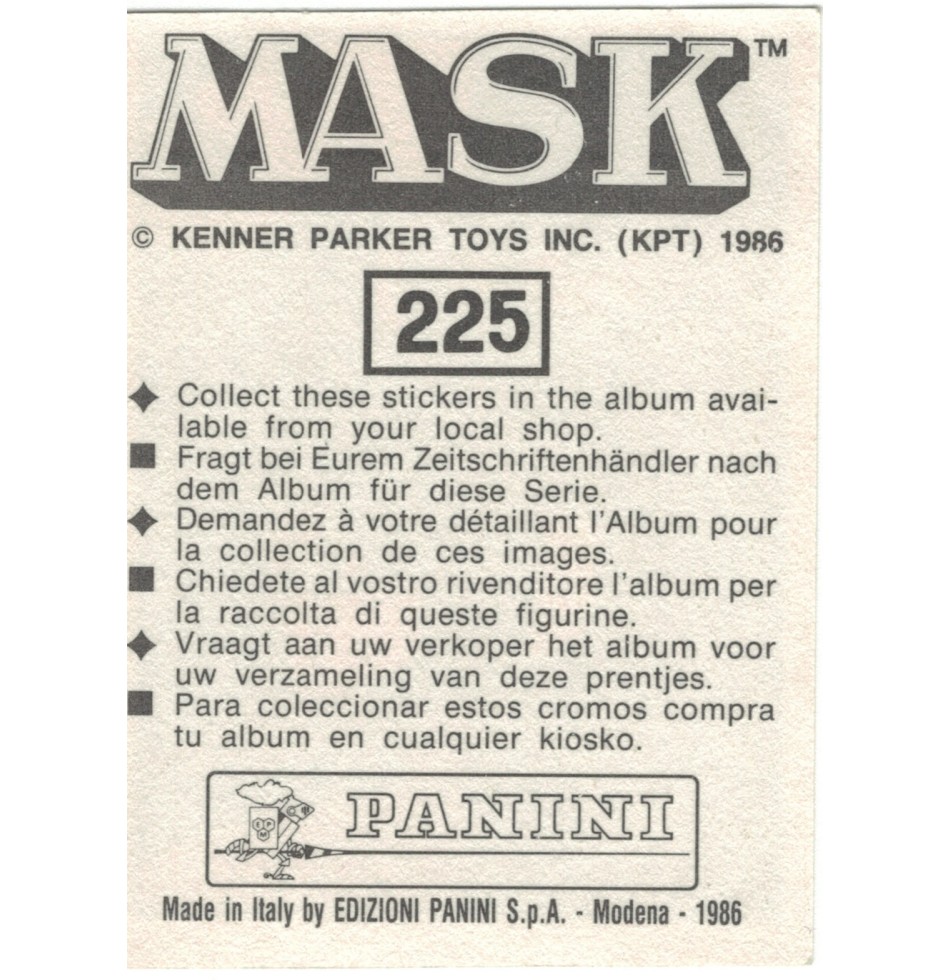 MASK™
© KENNER PARKER TOYS INC. (KPT) 1986
225
Collect these stickers in the album avai-
lable from your local shop.
Fragt bei Eurem Zeitschriftenhändler nach
dem Album für diese Serie.
Demandez à votre détaillant l'Album pour
la collection de ces images.
Chiedete al vostro rivenditore l'album per
la raccolta di queste figurine.
Vraagt aan uw verkoper het album voor
uw verzameling van deze prentjes.
Para coleccionar estos cromos compra
tu album en cualquier kiosko.
EPM
PANINI
Made in Italy by EDIZIONI PANINI S.p.A. - Modena - 1986